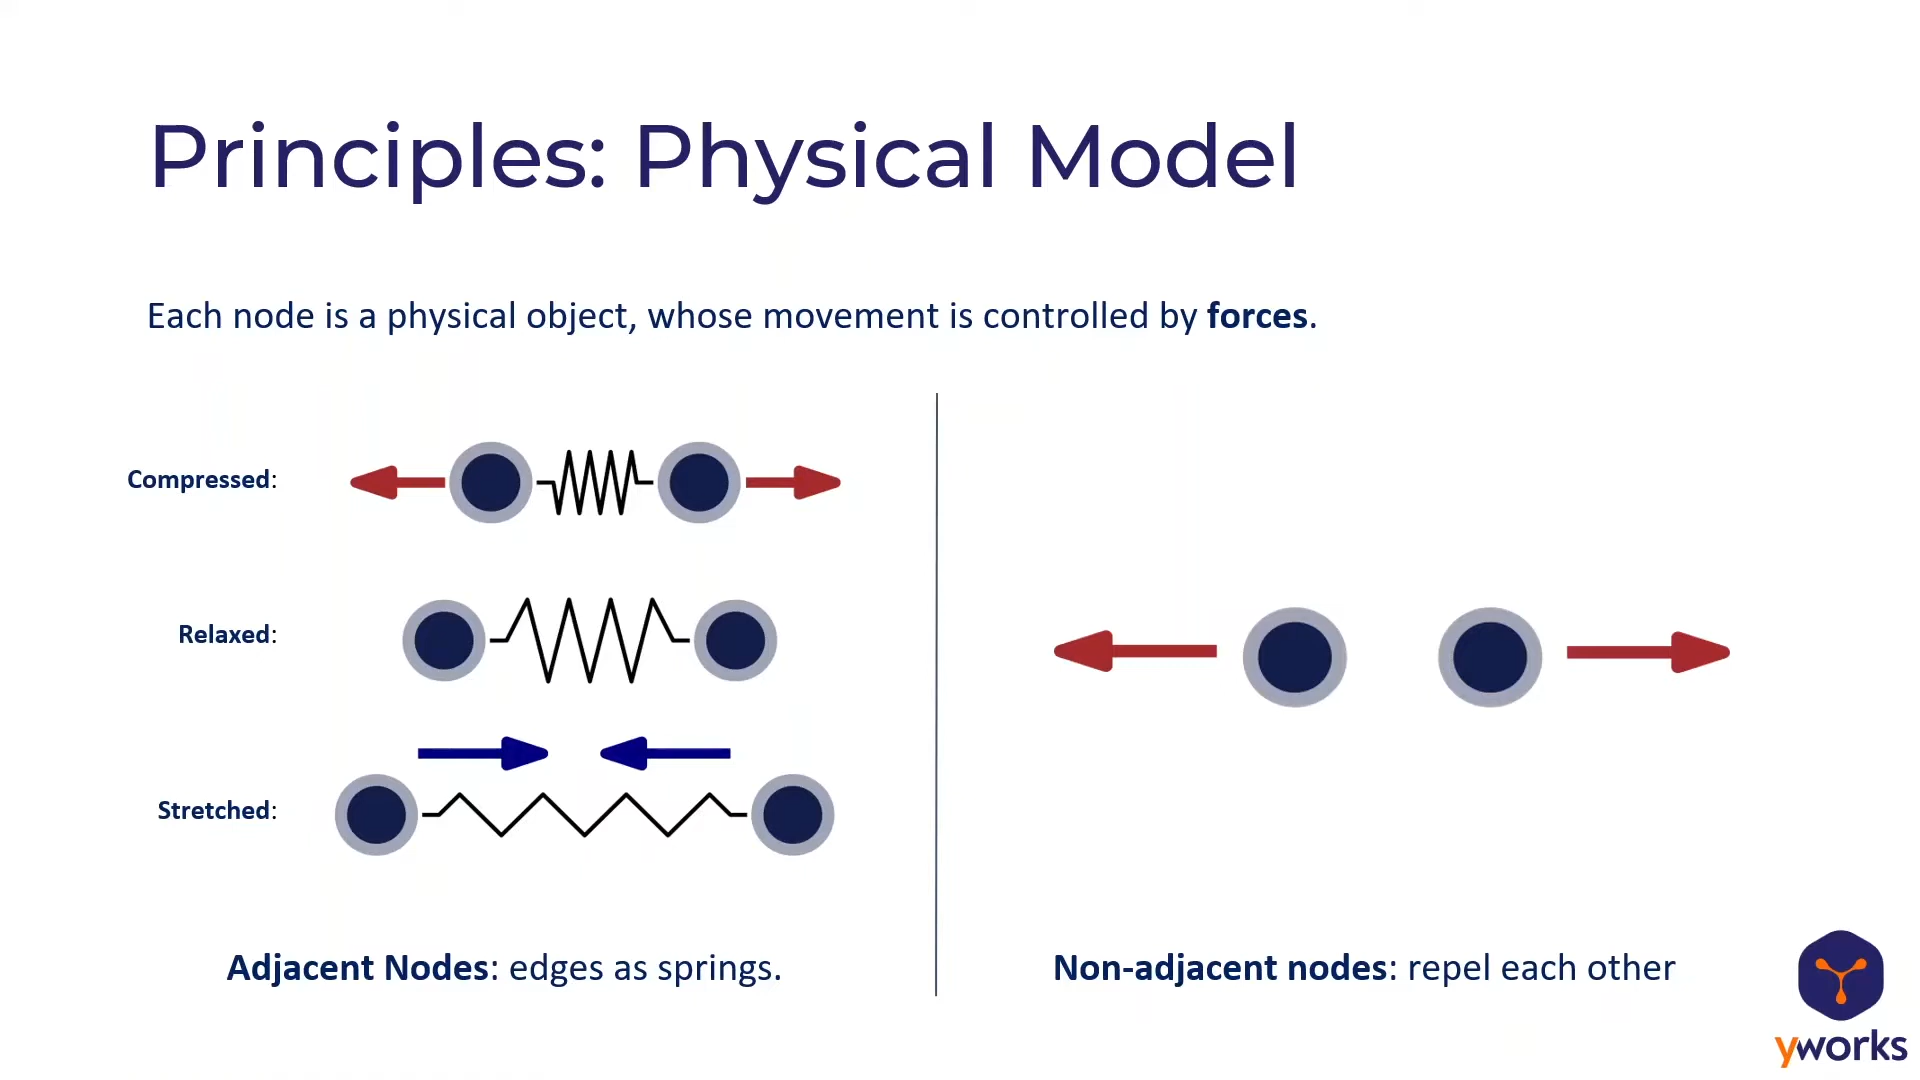 Principles: Physical Model
Each node is a physical object, whose movement is controlled by forces.
Compressed:
Relaxed:
Stretched:
Adjacent Nodes: edges as springs.
Non-adjacent nodes: repel each other
yworks